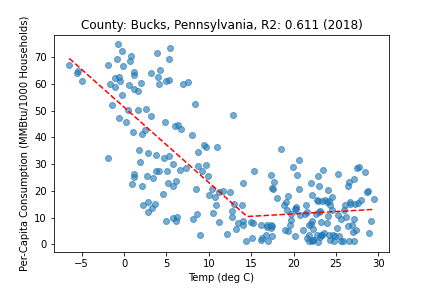 County: Bucks, Pennsylvania, R2: 0.611 (2018)
Per-Capita Consumption (MMBtu/1000 Households)
70
60
50
40
30
20
10
0
−5 0 5 10 15 20 25 30
Temp (deg C)